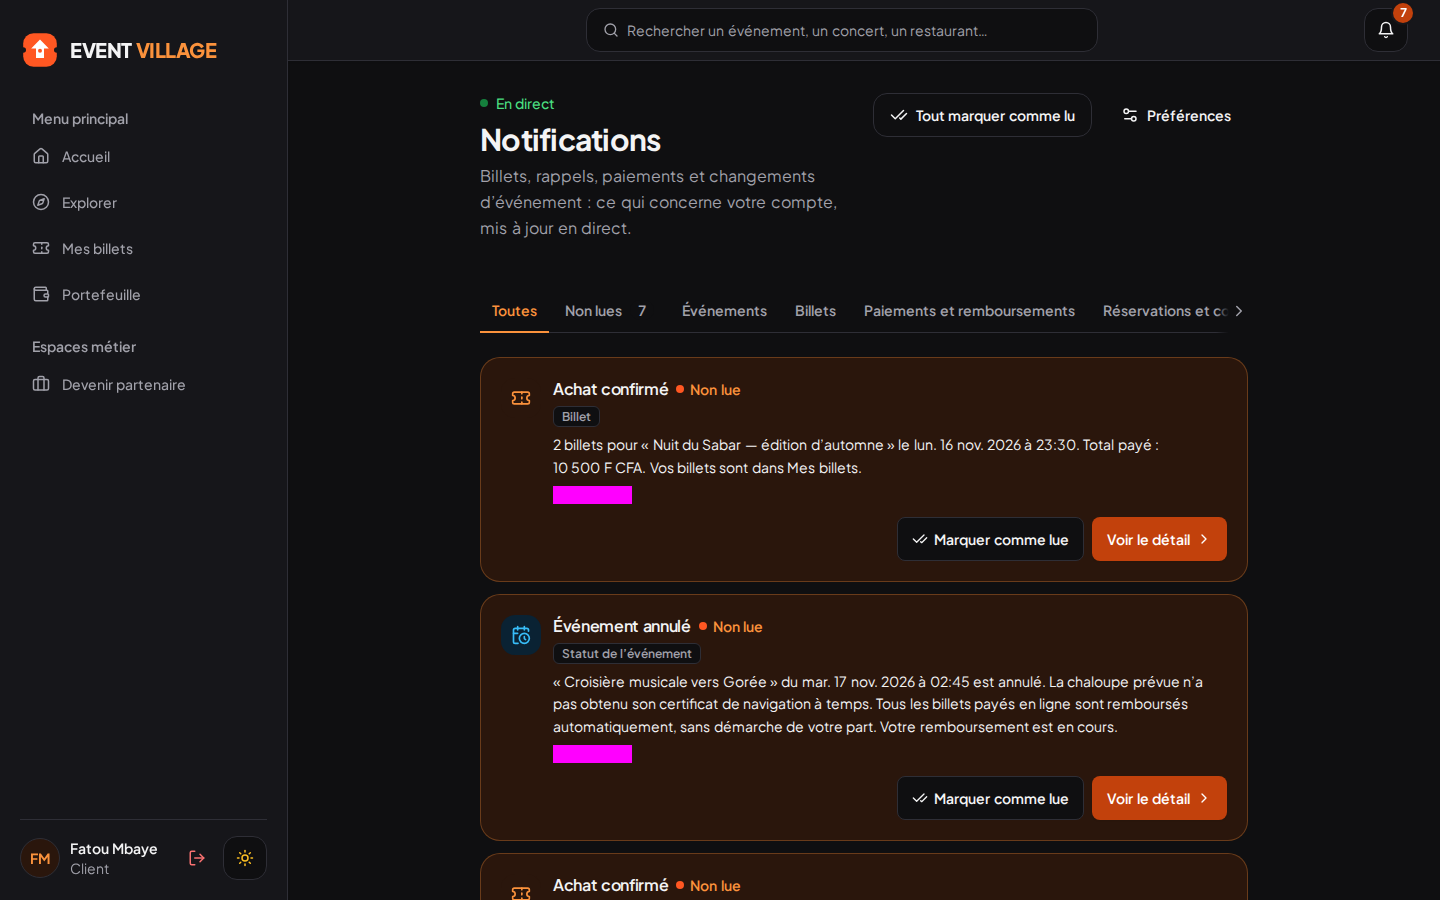 EVENT VILLAGE
Rechercher un événement, un concert, un restaurant…
7
Menu principal
Accueil
Explorer
Mes billets
Portefeuille
Espaces métier
Devenir partenaire
FM
Fatou Mbaye
Client
En direct
Notifications
Billets, rappels, paiements et changements
d’événement : ce qui concerne votre compte,
mis à jour en direct.
Tout marquer comme lu
Préférences
Toutes
Non lues 7
Événements
Billets
Paiements et remboursements
Réservations et
Achat confirmé
Non lue
Billet
2 billets pour « Nuit du Sabar — édition d’automne » le lun. 16 nov. 2026 à 23:30. Total payé :
10 500 F CFA. Vos billets sont dans Mes billets.
Marquer comme lue
Voir le détail
Événement annulé
Non lue
Statut de l’événement
« Croisière musicale vers Gorée » du mar. 17 nov. 2026 à 02:45 est annulé. La chaloupe prévue n’a
pas obtenu son certificat de navigation à temps. Tous les billets payés en ligne sont remboursés
automatiquement, sans démarche de votre part. Votre remboursement est en cours.
Marquer comme lue
Voir le détail
Achat confirmé
Non lue